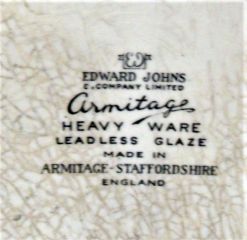 EDWARD JOHNS
& COMPANY LIMITED
Armitage
HEAVY WARE
LEADLESS GLAZE
MADE IN
ARMITAGE-STAFFORDSHIRE
ENGLAND